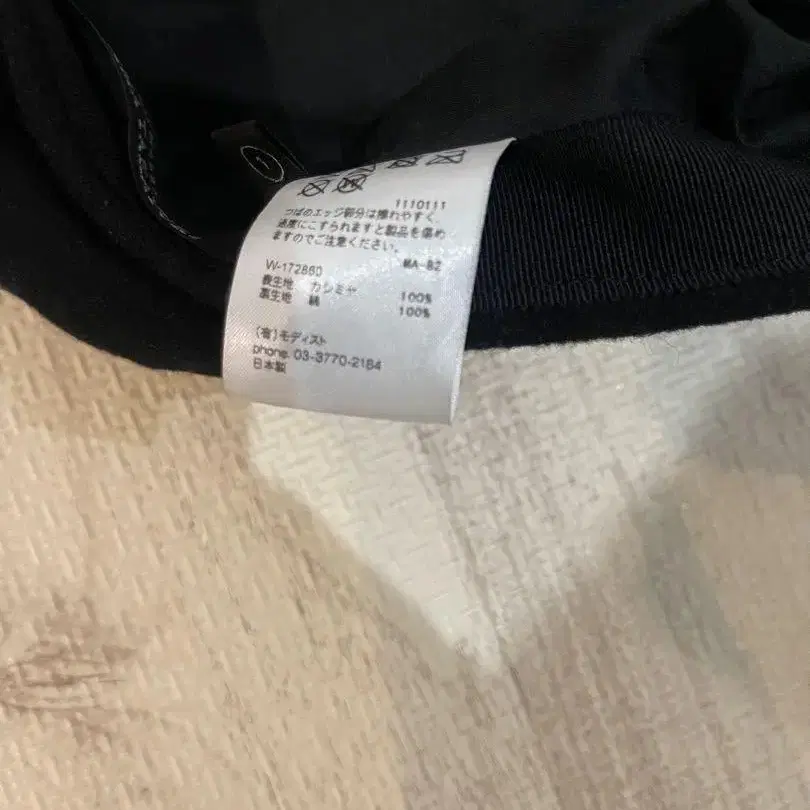 1
1110111
つばのエッジ部分は擦れやすく、
過度にこすられますと製品を傷め
ますのでご注意ください。
W-172860 MA-82
表生地 カシミヤ 100%
裏生地 綿 100%
(有)モディスト
phone. 03-3770-2184
日本製